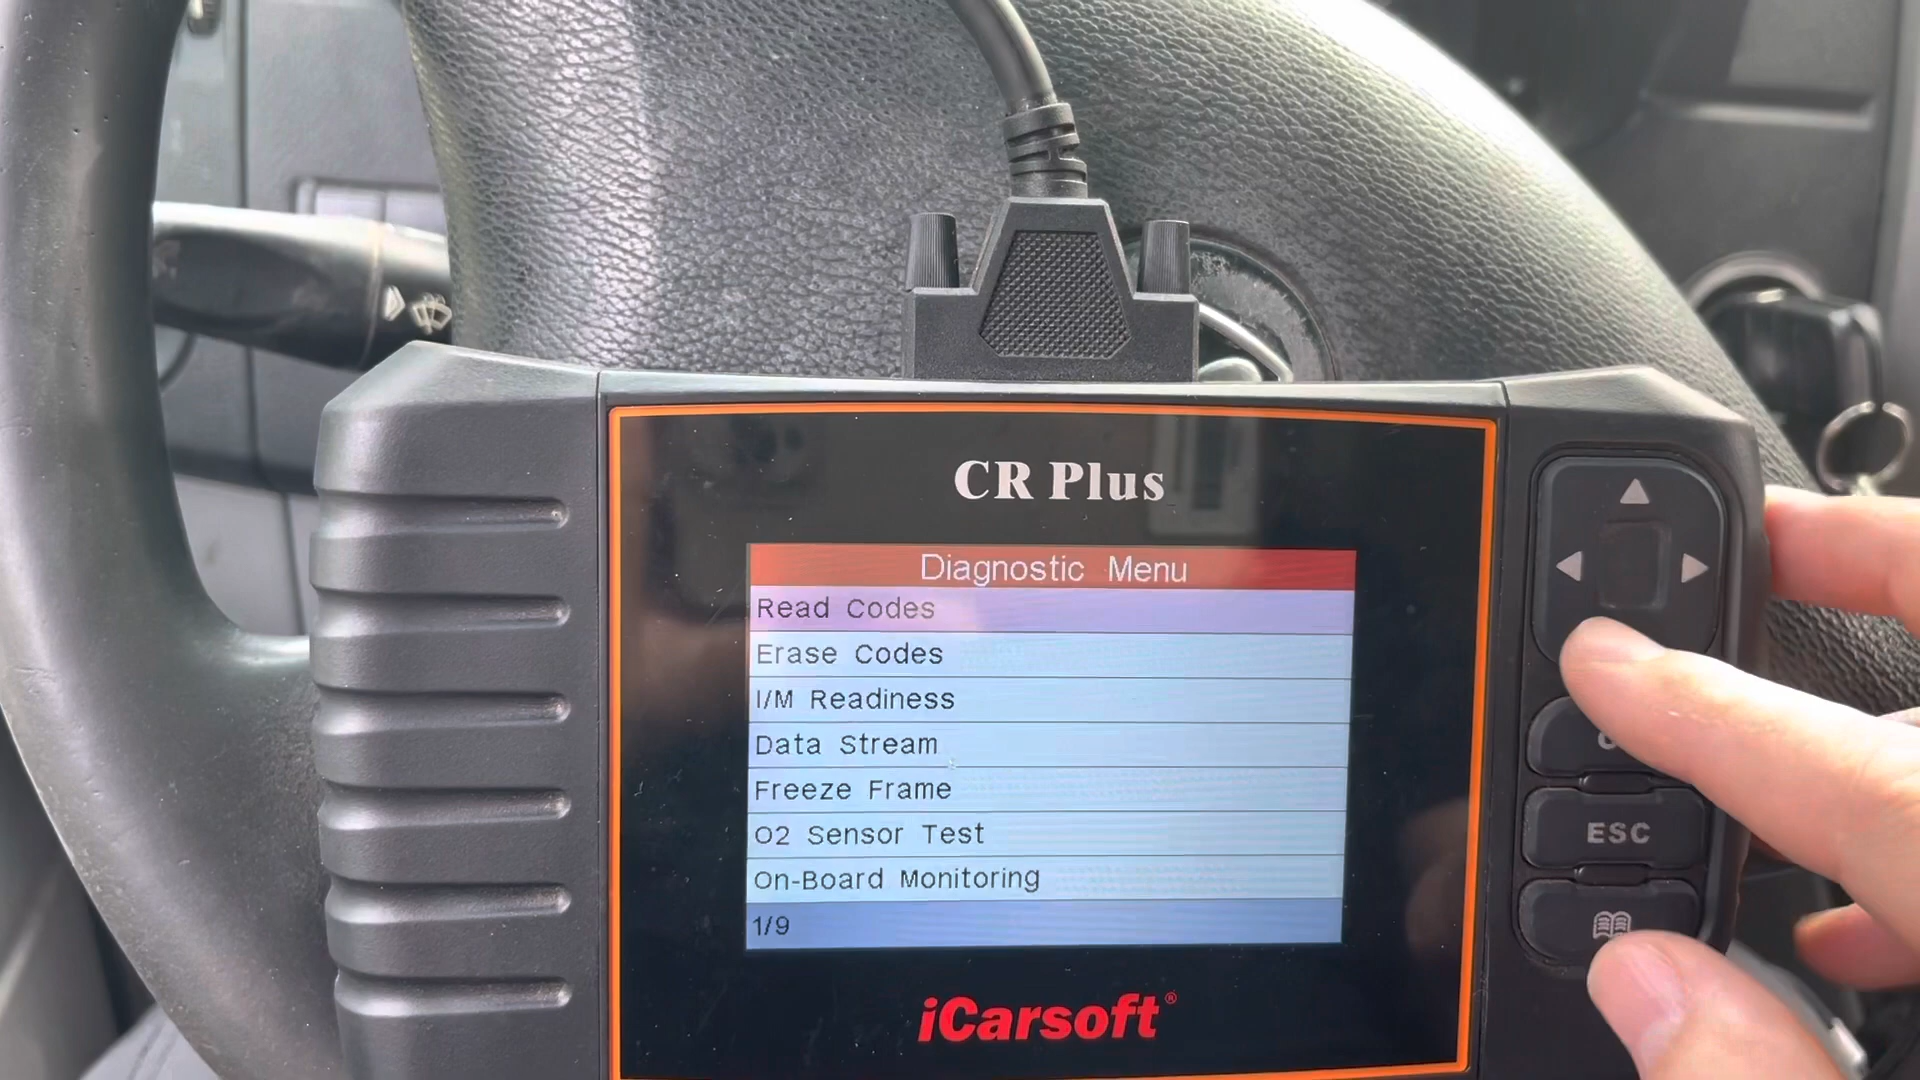 CR Plus
Diagnostic Menu
Read Codes
Erase Codes
I/M Readiness
Data Stream
Freeze Frame
O2 Sensor Test
On-Board Monitoring
1/9
ESC
iCarsoft®